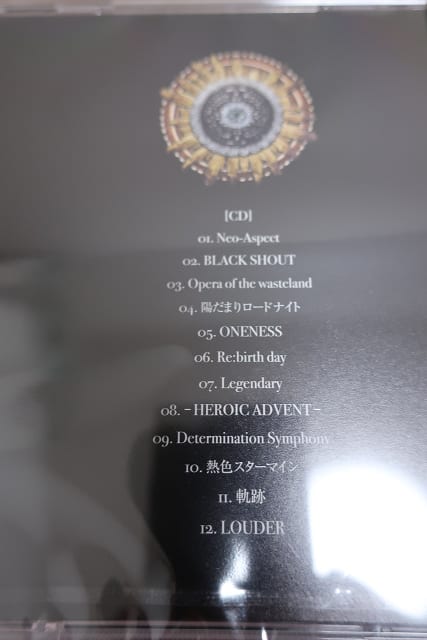 [CD]
01. Neo-Aspect
02. BLACK SHOUT
03. Opera of the wasteland
04. 陽だまりロードナイト
05. ONENESS
06. Re:birth day
07. Legendary
08. -HEROIC ADVENT-
09. Determination Symphony
10. 熱色スターマイン
11. 軌跡
12. LOUDER